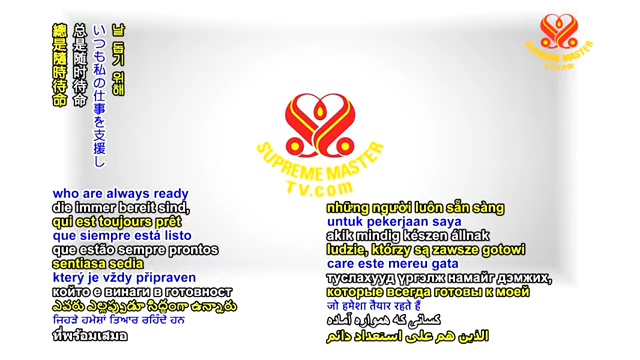 總是隨時待命
总是随时待命
いつも私の仕事を支援し
날 돕기 위해
SUPREME MASTER
TV.com
SUPREME MASTER
TV.com
who are always ready
die immer bereit sind,
qui est toujours prêt
que siempre está listo
que estão sempre prontos
sentiasa sedia
který je vždy připraven
който е винаги в готовност
ఎవరు ఎల్లప్పుడూ సిద్ధంగా ఉన్నారు
ਜਿਹੜੇ ਹਮੇਸ਼ਾਂ ਤਿਆਰ ਰਹਿੰਦੇ ਹਨ
ที่พร้อมเสมอ
những người luôn sẵn sàng
untuk pekerjaan saya
akik mindig készen állnak
ludzie, którzy są zawsze gotowi
care este mereu gata
туслахууд үргэлж намайг дэмжих,
которые всегда готовы к моей
जो हमेशा तैयार रहते हैं
کسانی که همواره آماده
الذين هم على استعداد دائم